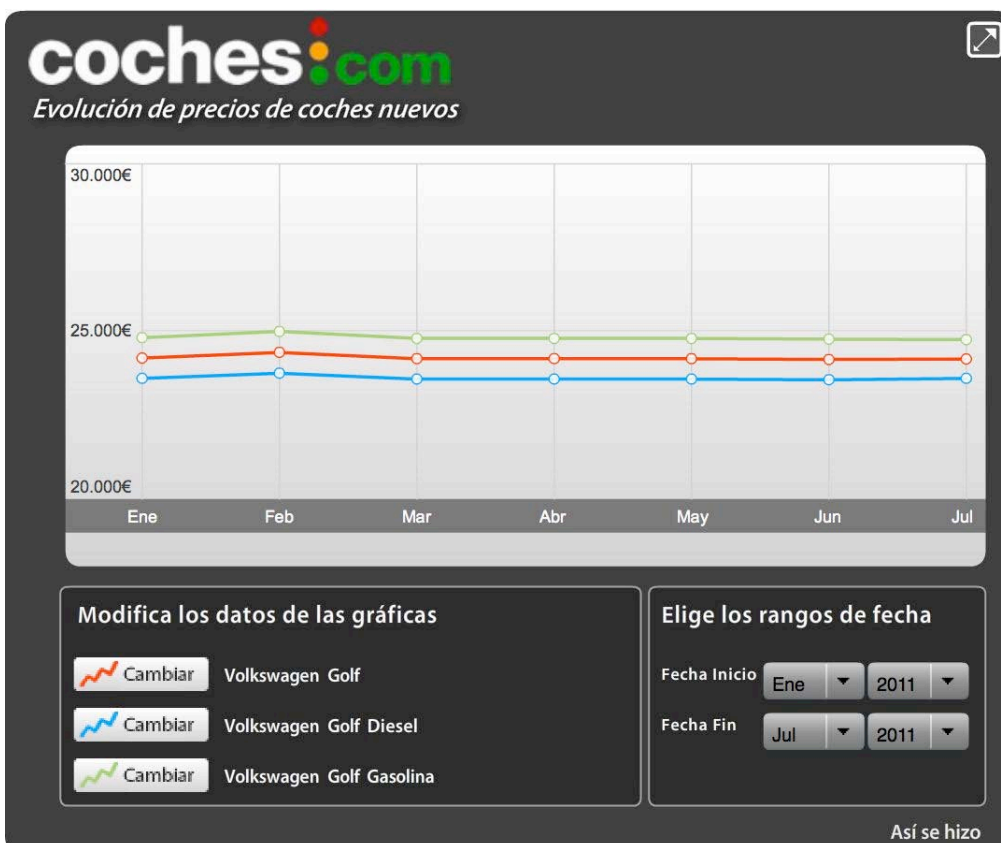 coches:com
Evolución de precios de coches nuevos
30.000€
25.000€
20.000€
Ene Feb Mar Abr May Jun Jul
Modifica los datos de las gráficas
Cambiar Volkswagen Golf
Cambiar Volkswagen Golf Diesel
Cambiar Volkswagen Golf Gasolina
Elige los rangos de fecha
Fecha Inicio Ene 2011
Fecha Fin Jul 2011
Así se hizo